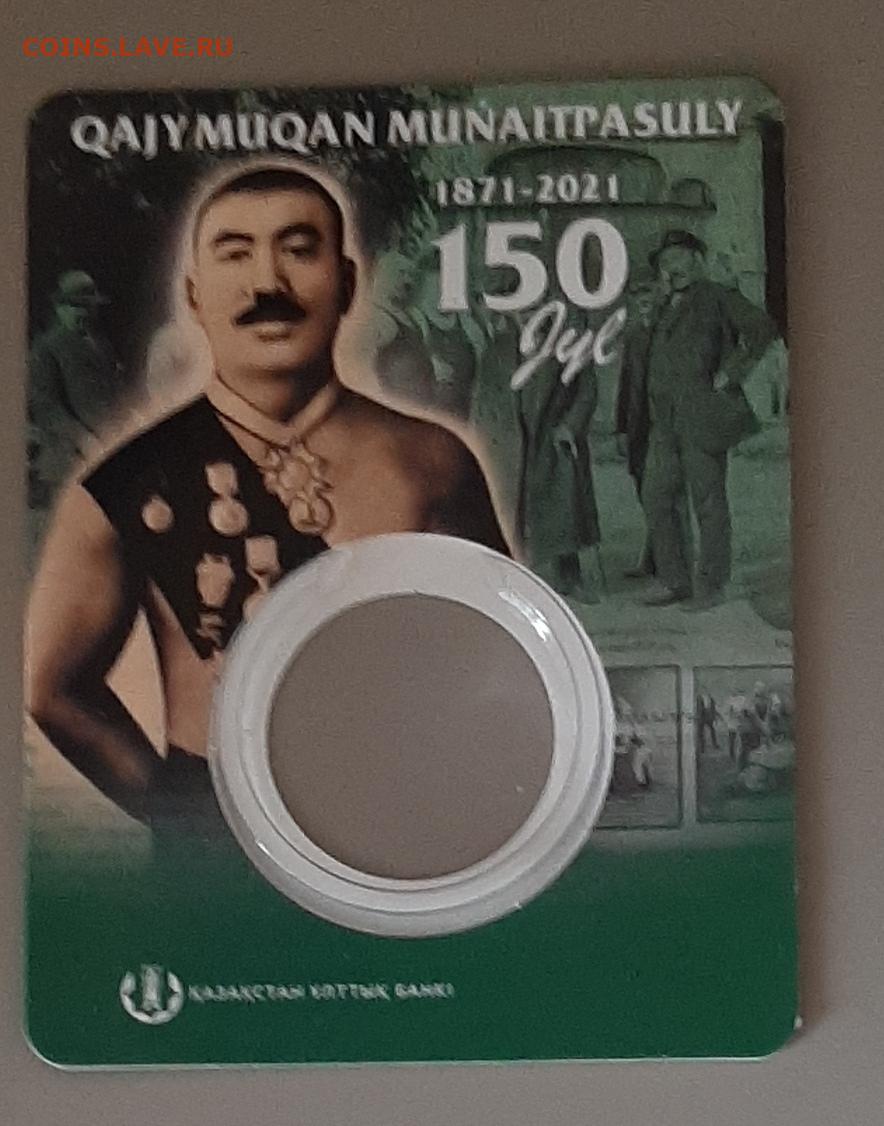 COINS.LAVE.RU
QAJYMUQAN MUNAITPASULY
1871-2021
150
Jyl
ҚАЗАҚСТАН ҰЛТТЫҚ БАНКІ